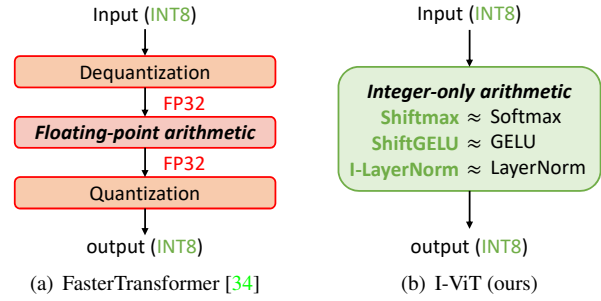 Input (INT8)
Dequantization
FP32
Floating-point arithmetic
FP32
Quantization
output (INT8)
(a) FasterTransformer [34]
Input (INT8)
Integer-only arithmetic
Shiftmax ≈ Softmax
ShiftGELU ≈ GELU
I-LayerNorm ≈ LayerNorm
output (INT8)
(b) I-ViT (ours)